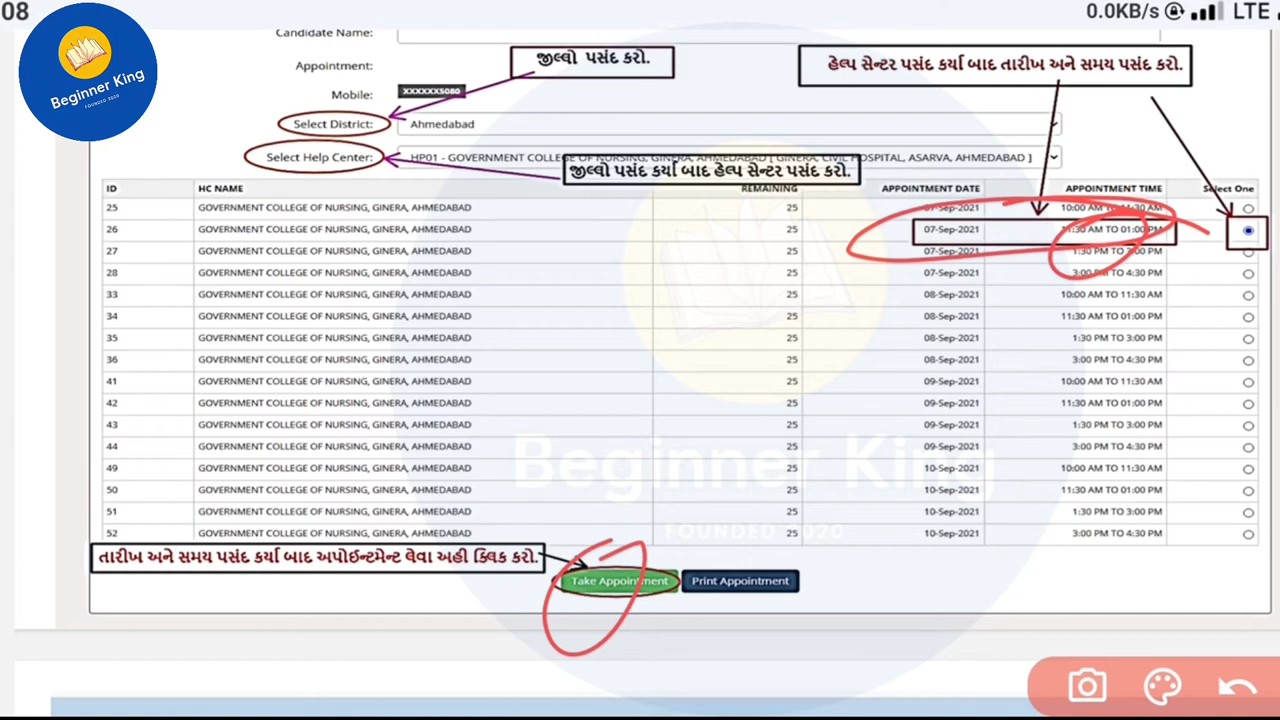 08
0.0KB/s LTE
Beginner King
FOUNDED 2020
Candidate Name:
Appointment:
જીલ્લો પસંદ કરો.
હેલ્પ સેન્ટર પસંદ કર્યા બાદ તારીખ અને સમય પસંદ કરો.
Mobile: XXXXXX5080
Select District: Ahmedabad
Select Help Center: HP01 - GOVERNMENT COLLEGE OF NURSING, GINERA, AHMEDABAD [ GINERA, CIVIL HOSPITAL, ASARVA, AHMEDABAD ]
જીલ્લો પસંદ કર્યા બાદ હેલ્પ સેન્ટર પસંદ કરો.
ID HC NAME REMAINING APPOINTMENT DATE APPOINTMENT TIME Select One
25 GOVERNMENT COLLEGE OF NURSING, GINERA, AHMEDABAD 25 07-Sep-2021 10:00 AM TO 11:30 AM
26 GOVERNMENT COLLEGE OF NURSING, GINERA, AHMEDABAD 25 07-Sep-2021 11:30 AM TO 01:00 PM
27 GOVERNMENT COLLEGE OF NURSING, GINERA, AHMEDABAD 25 07-Sep-2021 1:30 PM TO 3:00 PM
28 GOVERNMENT COLLEGE OF NURSING, GINERA, AHMEDABAD 25 07-Sep-2021 3:00 PM TO 4:30 PM
33 GOVERNMENT COLLEGE OF NURSING, GINERA, AHMEDABAD 25 08-Sep-2021 10:00 AM TO 11:30 AM
34 GOVERNMENT COLLEGE OF NURSING, GINERA, AHMEDABAD 25 08-Sep-2021 11:30 AM TO 01:00 PM
35 GOVERNMENT COLLEGE OF NURSING, GINERA, AHMEDABAD 25 08-Sep-2021 1:30 PM TO 3:00 PM
36 GOVERNMENT COLLEGE OF NURSING, GINERA, AHMEDABAD 25 08-Sep-2021 3:00 PM TO 4:30 PM
41 GOVERNMENT COLLEGE OF NURSING, GINERA, AHMEDABAD 25 09-Sep-2021 10:00 AM TO 11:30 AM
42 GOVERNMENT COLLEGE OF NURSING, GINERA, AHMEDABAD 25 09-Sep-2021 11:30 AM TO 01:00 PM
43 GOVERNMENT COLLEGE OF NURSING, GINERA, AHMEDABAD 25 09-Sep-2021 1:30 PM TO 3:00 PM
44 GOVERNMENT COLLEGE OF NURSING, GINERA, AHMEDABAD 25 09-Sep-2021 3:00 PM TO 4:30 PM
49 GOVERNMENT COLLEGE OF NURSING, GINERA, AHMEDABAD 25 10-Sep-2021 10:00 AM TO 11:30 AM
50 GOVERNMENT COLLEGE OF NURSING, GINERA, AHMEDABAD 25 10-Sep-2021 11:30 AM TO 01:00 PM
51 GOVERNMENT COLLEGE OF NURSING, GINERA, AHMEDABAD 25 10-Sep-2021 1:30 PM TO 3:00 PM
52 GOVERNMENT COLLEGE OF NURSING, GINERA, AHMEDABAD 25 10-Sep-2021 3:00 PM TO 4:30 PM
Beginner King
FOUNDED 2020
તારીખ અને સમય પસંદ કર્યા બાદ અપોઈન્ટમેન્ટ લેવા અહી ક્લિક કરો.
Take Appointment Print Appointment